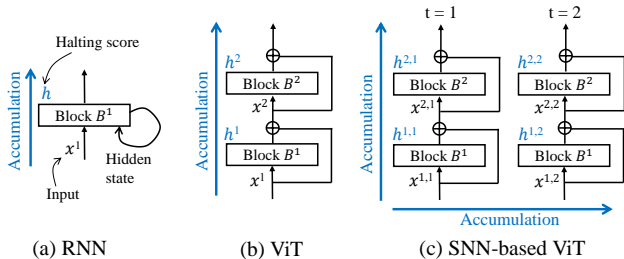 Halting score
h
Accumulation
Block B¹
x¹
Hidden
state
Input
(a) RNN
Accumulation
h²
Block B²
x²
h¹
Block B¹
x¹
(b) ViT
t = 1
t = 2
Accumulation
h²,¹
Block B²
x²,¹
h¹,¹
Block B¹
x¹,¹
h²,²
Block B²
x²,²
h¹,²
Block B¹
x¹,²
Accumulation
(c) SNN-based ViT